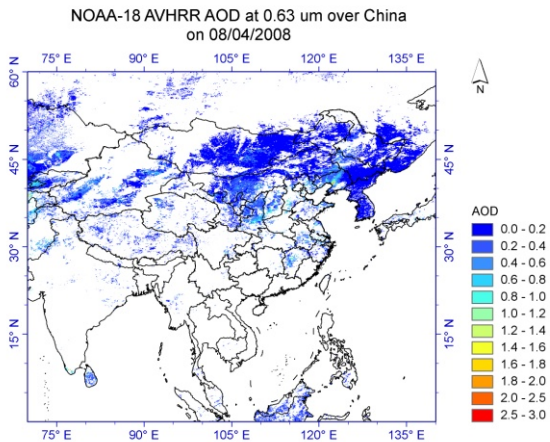 NOAA-18 AVHRR AOD at 0.63 um over China
on 08/04/2008
75° E 90° E 105° E 120° E 135° E
60° N
45° N
30° N
15° N
60° N
45° N
30° N
15° N
75° E 90° E 105° E 120° E 135° E
N
AOD
0.0 - 0.2
0.2 - 0.4
0.4 - 0.6
0.6 - 0.8
0.8 - 1.0
1.0 - 1.2
1.2 - 1.4
1.4 - 1.6
1.6 - 1.8
1.8 - 2.0
2.0 - 2.5
2.5 - 3.0